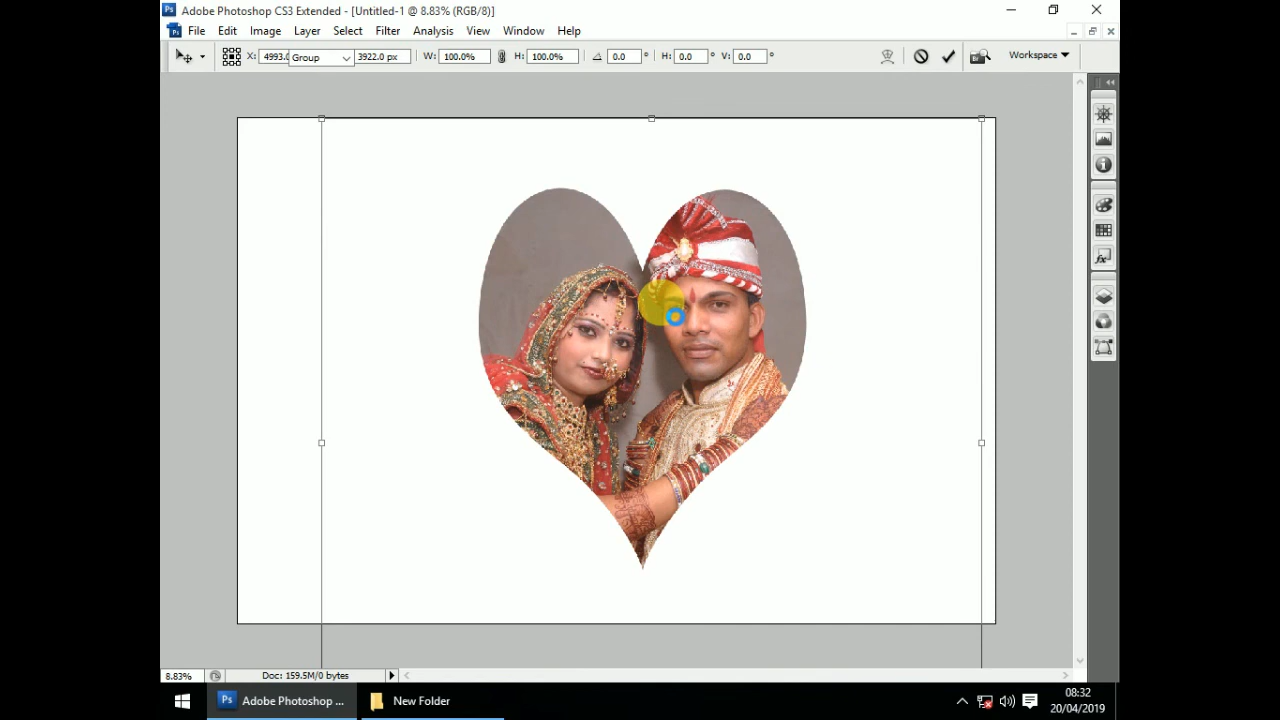 Adobe Photoshop CS3 Extended - [Untitled-1 @ 8.83% (RGB/8)]
File Edit Image Layer Select Filter Analysis View Window Help
X: 4993.0 Group 3922.0 px W: 100.0% H: 100.0% 0.0 ° H: 0.0 ° V: 0.0 ° Workspace
8.83% Doc: 159.5M/0 bytes
Adobe Photoshop ... New Folder 08:32
20/04/2019